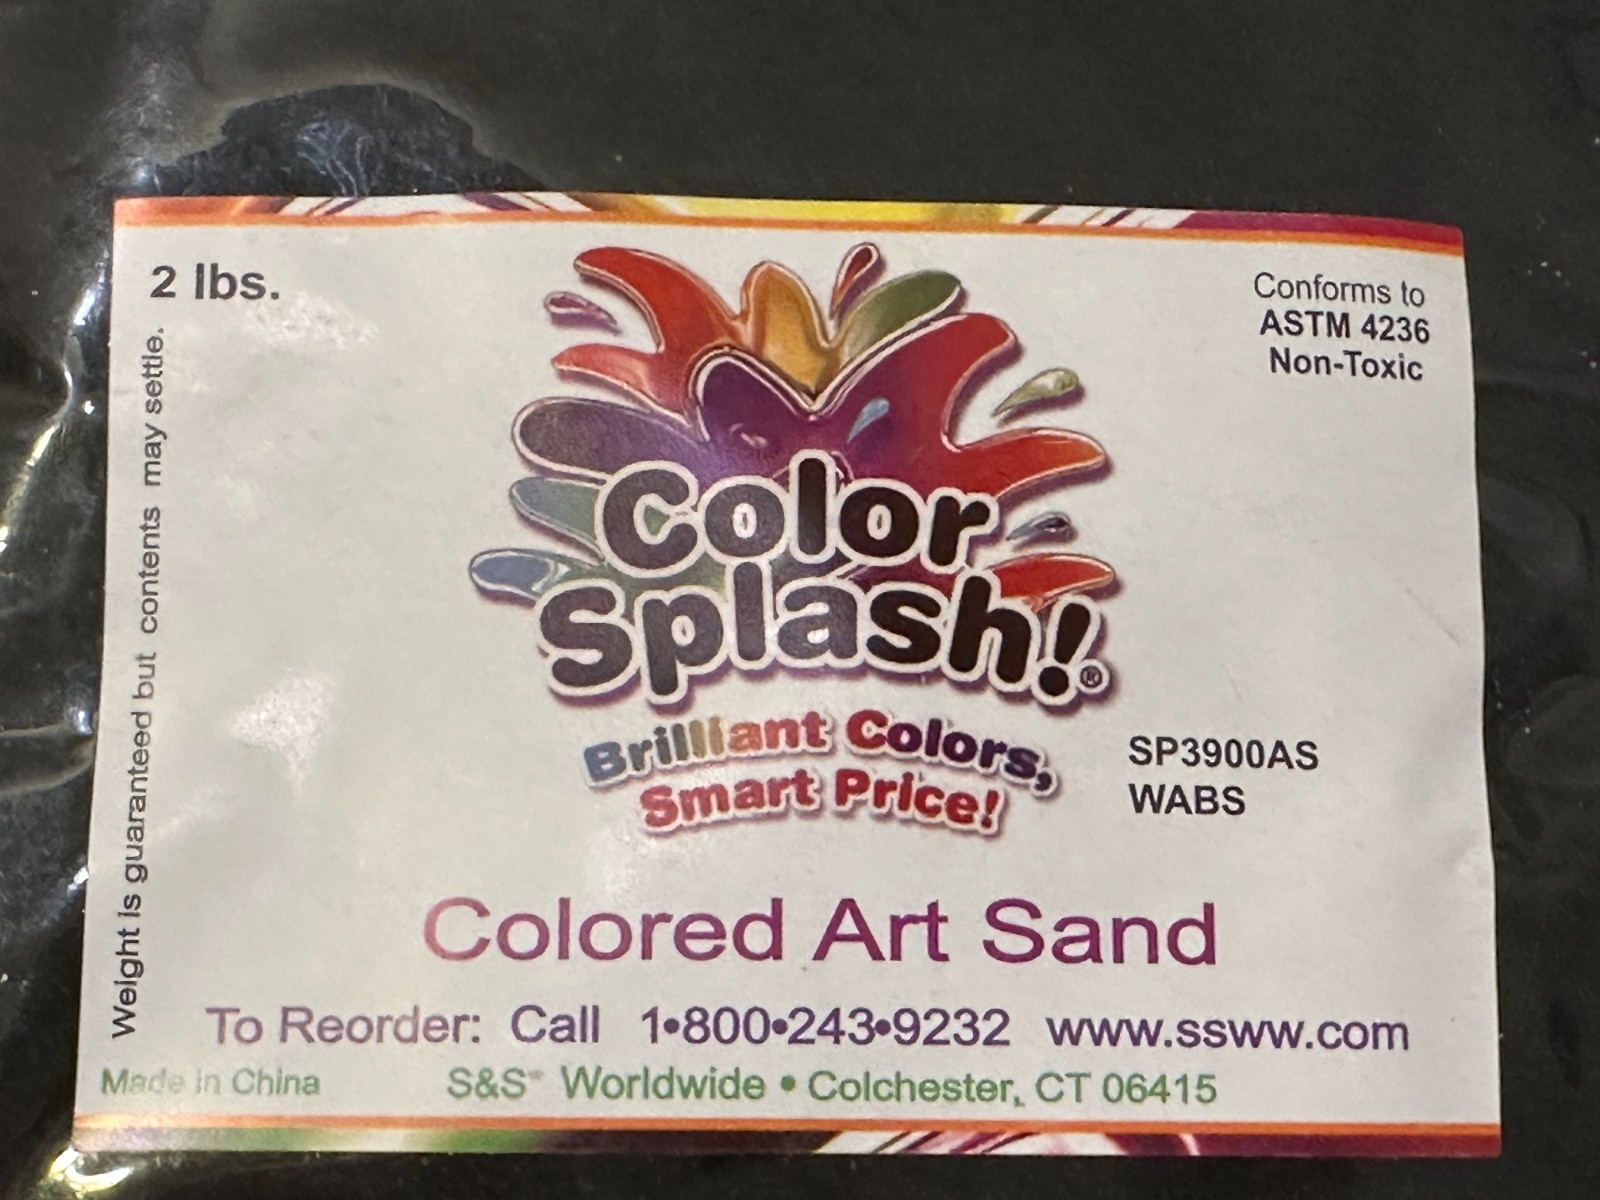 2 lbs.
Conforms to
ASTM 4236
Non-Toxic
Weight is guaranteed but contents may settle.
Color
Splash!®
Brilliant Colors,
Smart Price!
SP3900AS
WABS
Colored Art Sand
To Reorder: Call 1•800•243•9232 www.ssww.com
Made in China
S&S® Worldwide • Colchester, CT 06415